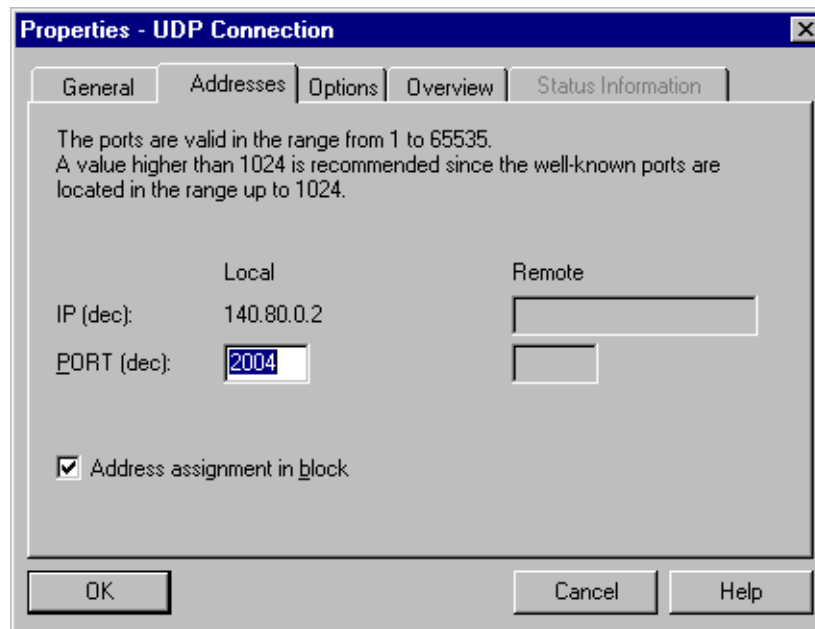 Properties - UDP Connection
General Addresses Options Overview Status Information
The ports are valid in the range from 1 to 65535.
A value higher than 1024 is recommended since the well-known ports are
located in the range up to 1024.
Local Remote
IP (dec): 140.80.0.2
PORT (dec): 2004
Address assignment in block
OK Cancel Help